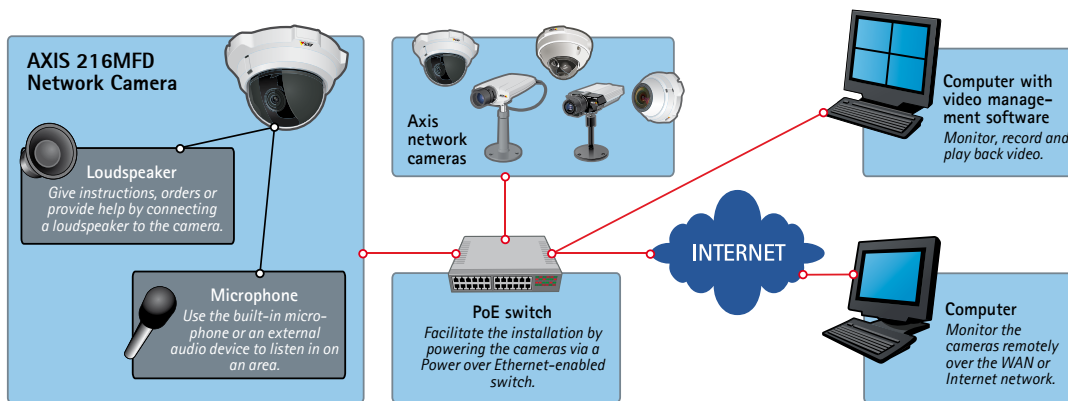 AXIS 216MFD
Network Camera
Loudspeaker
Give instructions, orders or
provide help by connecting
a loudspeaker to the camera.
Microphone
Use the built-in micro-
phone or an external
audio device to listen in on
an area.
Axis
network
cameras
PoE switch
Facilitate the installation by
powering the cameras via a
Power over Ethernet-enabled
switch.
INTERNET
Computer with
video manage-
ment software
Monitor, record and
play back video.
Computer
Monitor the
cameras remotely
over the WAN or
Internet network.